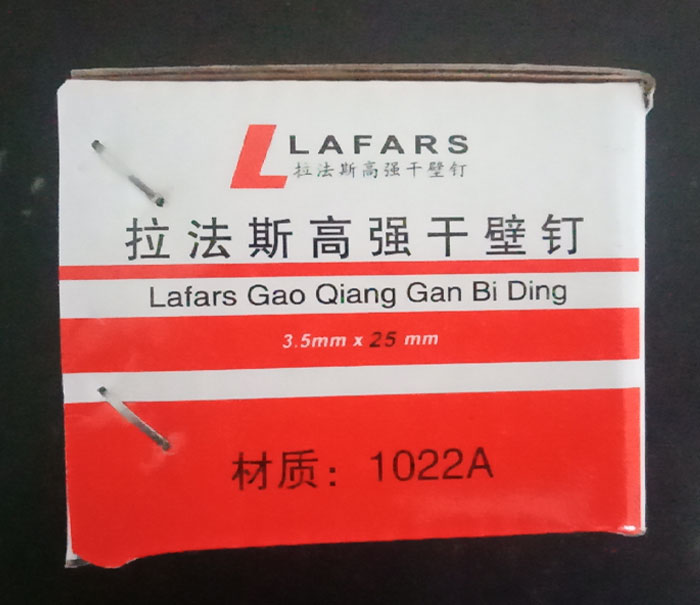 LAFARS
拉法斯高强干壁钉
拉法斯高强干壁钉
Lafars Gao Qiang Gan Bi Ding
3.5mm x 25 mm
材质：1022A